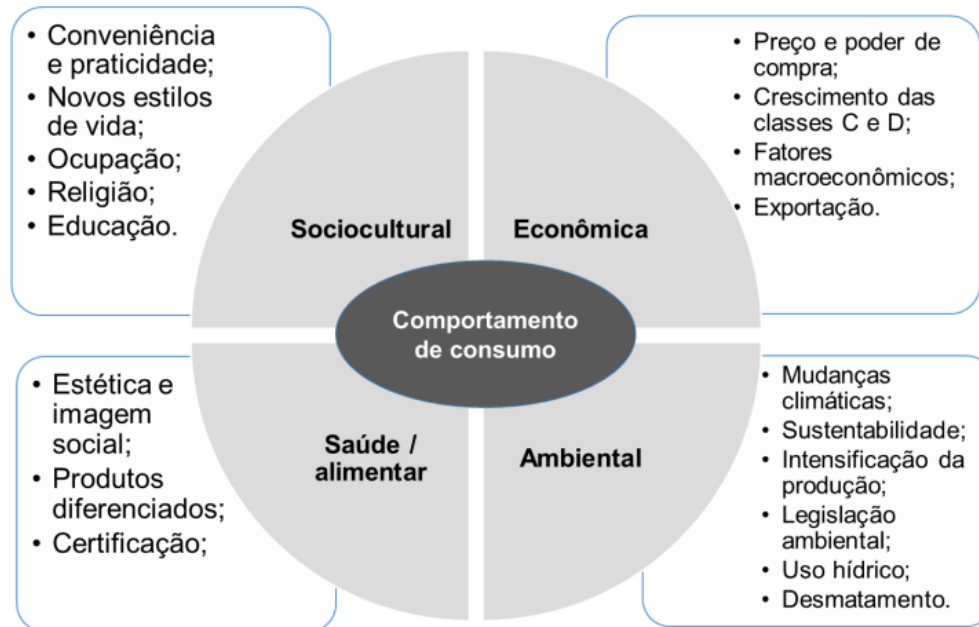 • Conveniência
e praticidade;
• Novos estilos
de vida;
• Ocupação;
• Religião;
• Educação.
• Preço e poder de
compra;
• Crescimento das
classes C e D;
• Fatores
macroeconômicos;
• Exportação.
Sociocultural
Econômica
Comportamento
de consumo
Saúde /
alimentar
Ambiental
• Estética e
imagem
social;
• Produtos
diferenciados;
• Certificação;
• Mudanças
climáticas;
• Sustentabilidade;
• Intensificação da
produção;
• Legislação
ambiental;
• Uso hídrico;
• Desmatamento.